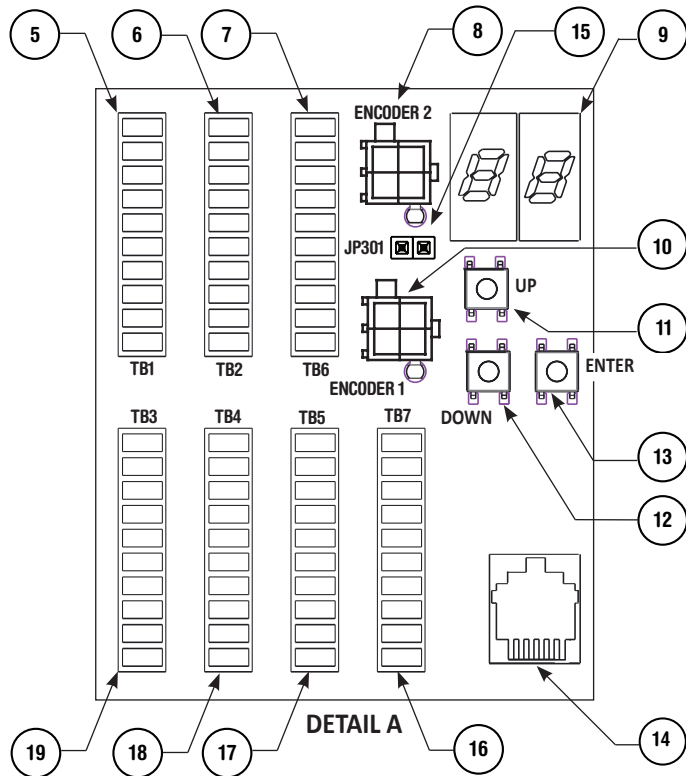 5
6
7
8
15
9
ENCODER 2
JP301
10
UP
11
TB1
TB2
TB6
ENCODER 1
ENTER
DOWN
TB3
TB4
TB5
TB7
13
12
DETAIL A
19
18
17
16
14